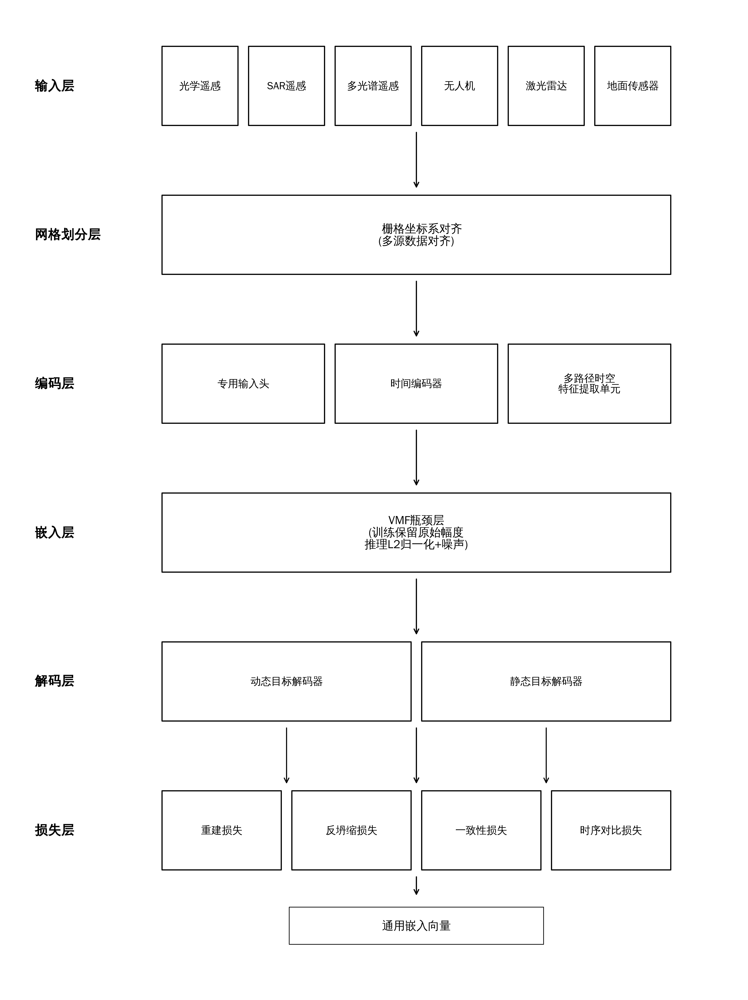 输入层
光学遥感
SAR遥感
多光谱遥感
无人机
激光雷达
地面传感器
网格划分层
栅格坐标系对齐
（多源数据对齐）
编码层
专用输入头
时间编码器
多路径时空
特征提取单元
嵌入层
VMF瓶颈层
（训练保留原始幅度
推理L2归一化+噪声）
解码层
动态目标解码器
静态目标解码器
损失层
重建损失
反坍缩损失
一致性损失
时序对比损失
通用嵌入向量